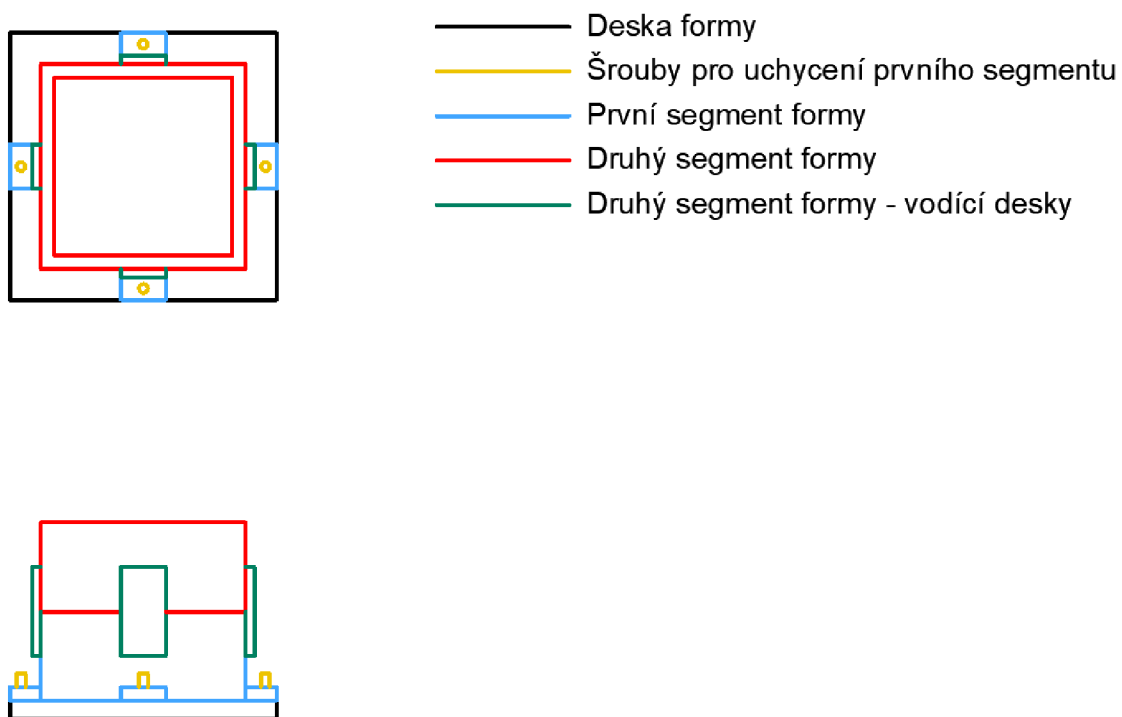 Deska formy
Šrouby pro uchycení prvního segmentu
První segment formy
Druhý segment formy
Druhý segment formy - vodící desky